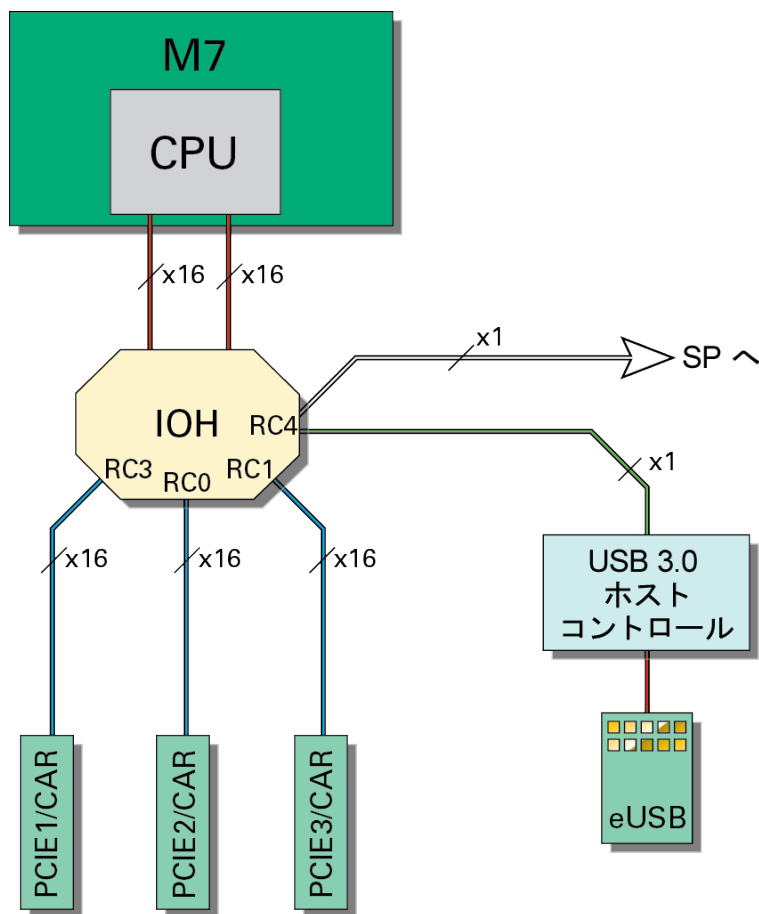 M7
CPU
x16
x16
x1
SP へ
IOH
RC4
RC3
RC0
RC1
x1
x16
x16
x16
USB 3.0
ホスト
コントロール
PCIE1/CAR
PCIE2/CAR
PCIE3/CAR
eUSB